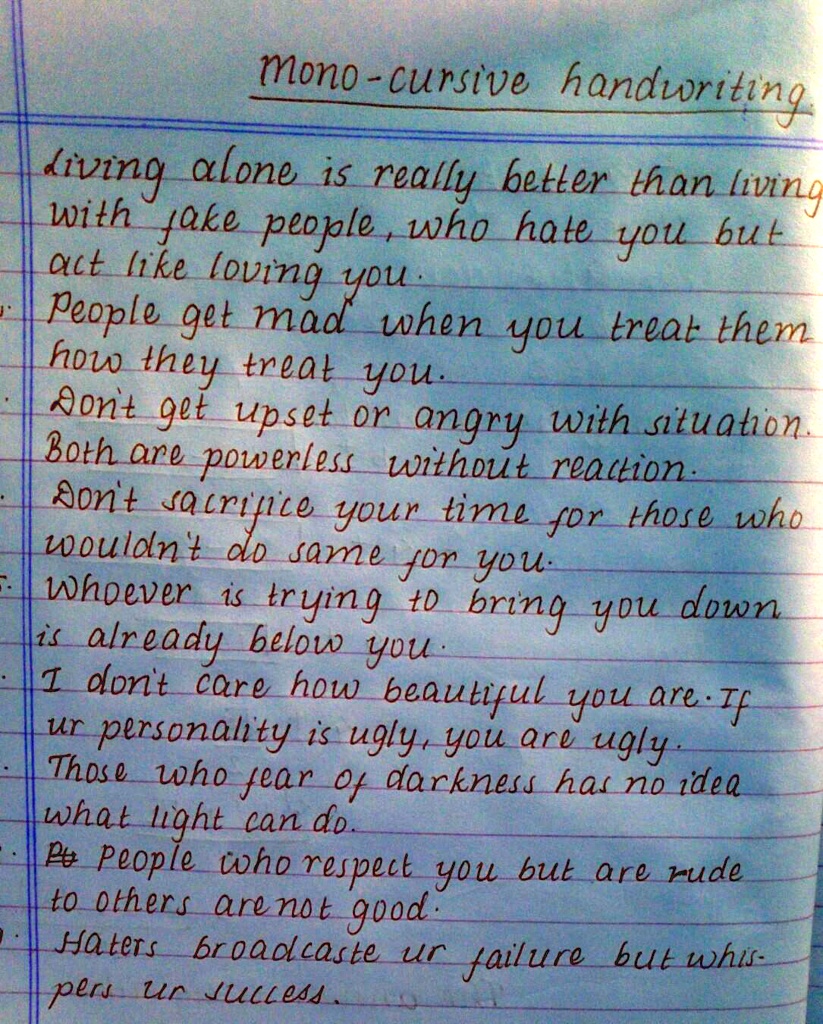 Mono-cursive handwriting.
Living alone is really better than living
with fake people, who hate you but
act like loving you.
People get mad when you treat them
how they treat you.
Don't get upset or angry with situation.
Both are powerless without reaction.
Don't sacrifice your time for those who
wouldn't do same for you.
5. Whoever is trying to bring you down
is already below you.
I don't care how beautiful you are. If
ur personality is ugly, you are ugly.
Those who fear of darkness has no idea
what light can do.
People who respect you but are rude
to others are not good.
Haters broadcaste ur failure but whis-
pers ur success.